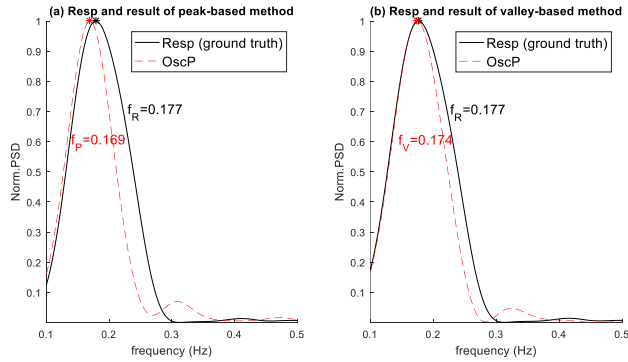 (a) Resp and result of peak-based method
Norm.PSD
1
0.9
0.8
0.7
0.6
0.5
0.4
0.3
0.2
0.1
Resp (ground truth)
OscP
f_R=0.177
f_P=0.169
0.1 0.2 0.3 0.4 0.5
frequency (Hz)
(b) Resp and result of valley-based method
Norm.PSD
1
0.9
0.8
0.7
0.6
0.5
0.4
0.3
0.2
0.1
Resp (ground truth)
OscP
f_R=0.177
f_V=0.174
0.1 0.2 0.3 0.4 0.5
frequency (Hz)